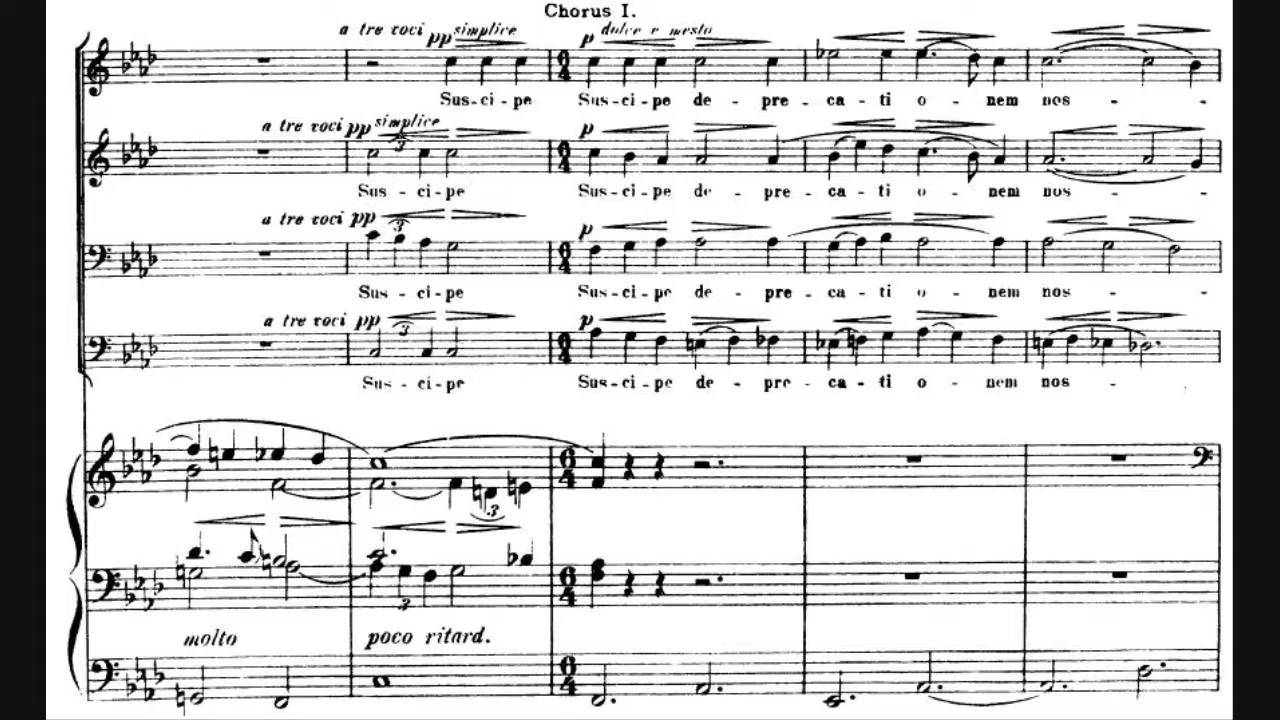 Chorus I.
a tre voci pp simplice p dolce e mesto
Sus-ci-pe Sus-ci-pe de-pre-ca-ti o-nem nos-
a tre voci pp simplice p
Sus-ci-pe Sus-ci-pe de-pre-ca-ti o-nem nos-
a tre voci pp p
Sus-ci-pe Sus-ci-pe de-pre-ca-ti o-nem nos-
a tre voci pp p
Sus-ci-pe Sus-ci-pe de-pre-ca-ti o-nem nos-
molto poco ritard.